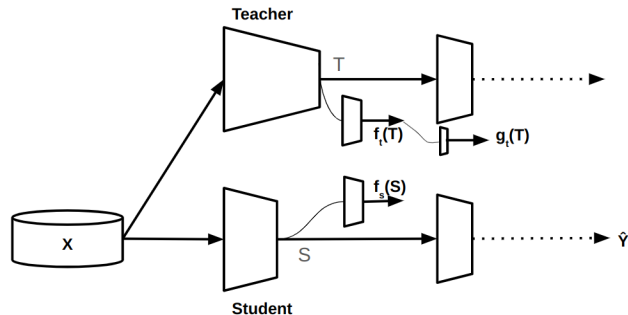 Teacher
T
f_t(T)
g_t(T)
f_s(S)
X
Ŷ
S
Student